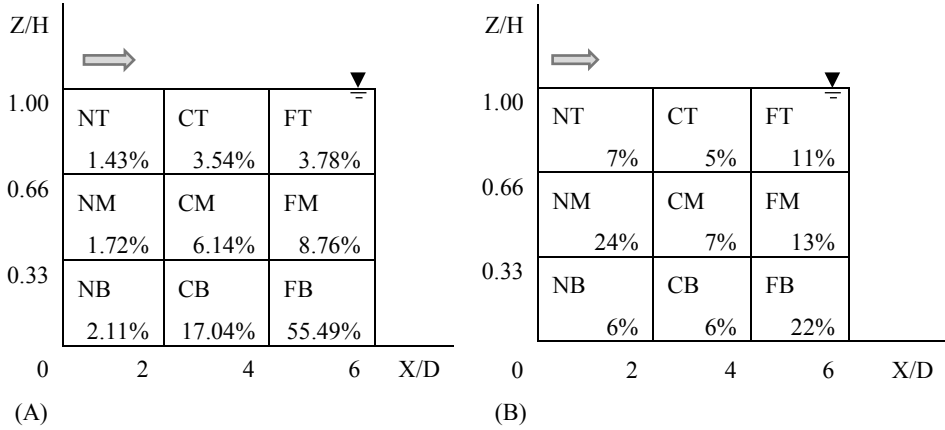 Z/H
1.00
NT CT FT
1.43% 3.54% 3.78%
0.66
NM CM FM
1.72% 6.14% 8.76%
0.33
NB CB FB
2.11% 17.04% 55.49%
0 2 4 6 X/D
(A)
Z/H
1.00
NT CT FT
7% 5% 11%
0.66
NM CM FM
24% 7% 13%
0.33
NB CB FB
6% 6% 22%
0 2 4 6 X/D
(B)